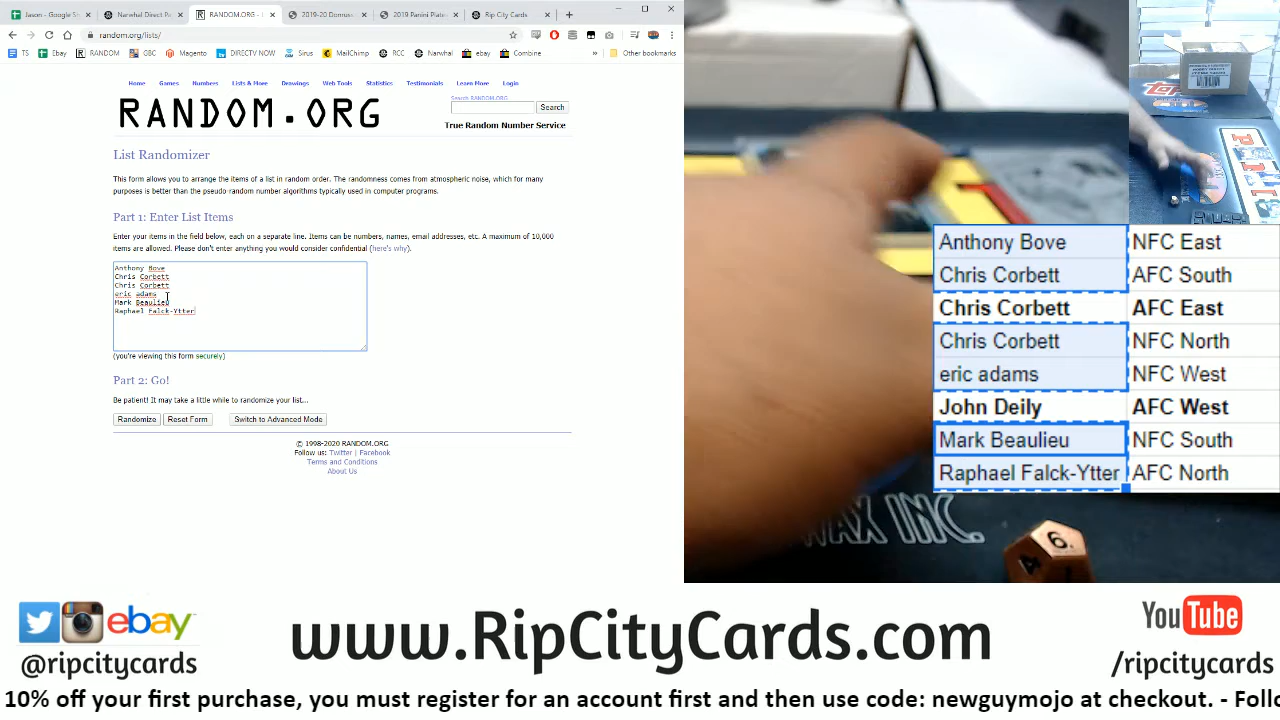 Jason - Google Sh
Narwhal Direct Pa
RANDOM.ORG - L
2019-20 Donruss
2019 Panini Plate
Rip City Cards
random.org/lists/
TS
Ebay
RANDOM
GBC
Magento
DIRECTV NOW
Sirus
MailChimp
RCC
Narwhal
ebay
Combine
»
Other bookmarks
Home
Games
Numbers
Lists & More
Drawings
Web Tools
Statistics
Testimonials
Learn More
Login
RANDOM.ORG
Search RANDOM.ORG
Search
True Random Number Service
List Randomizer
This form allows you to arrange the items of a list in random order. The randomness comes from atmospheric noise, which for many
purposes is better than the pseudo-random number algorithms typically used in computer programs.
Part 1: Enter List Items
Enter your items in the field below, each on a separate line. Items can be numbers, names, email addresses, etc. A maximum of 10,000
items are allowed. Please don't enter anything you would consider confidential (here's why).
Anthony Bove
Chris Corbett
Chris Corbett
eric adams
Mark Beaulieu
Raphael Falck-Ytter
(you're viewing this form securely)
Part 2: Go!
Be patient! It may take a little while to randomize your list...
Randomize
Reset Form
Switch to Advanced Mode
© 1998-2020 RANDOM.ORG
Follow us: Twitter | Facebook
Terms and Conditions
About Us
Anthony Bove NFC East
Chris Corbett AFC South
Chris Corbett AFC East
Chris Corbett NFC North
eric adams NFC West
John Deily AFC West
Mark Beaulieu NFC South
Raphael Falck-Ytter AFC North
WAX INC.
6.
4
ebay
@ripcitycards
www.RipCityCards.com
YouTube
/ripcitycards
10% off your first purchase, you must register for an account first and then use code: newguymojo at checkout. - Follo